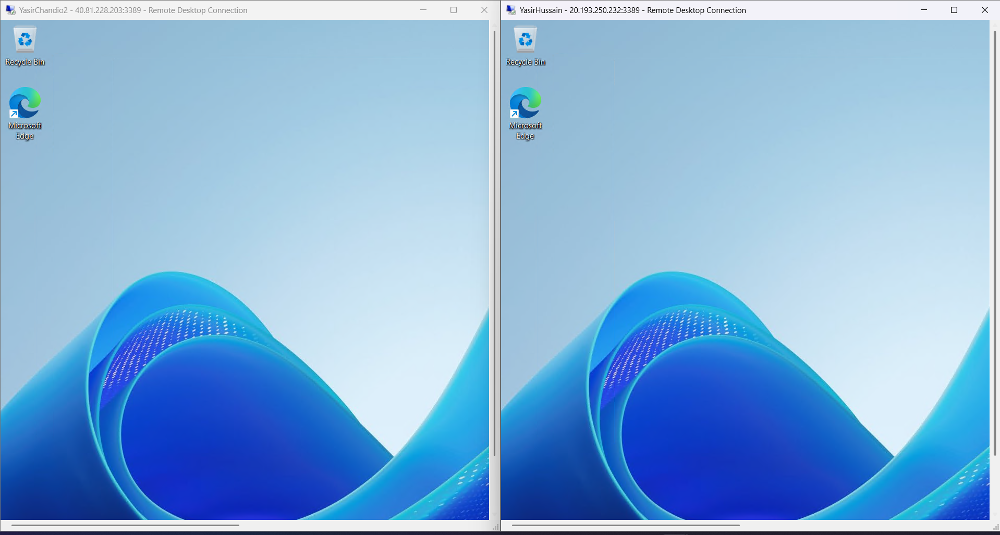 YasirChandio2 - 40.81.228.203:3389 - Remote Desktop Connection
Recycle Bin
Microsoft
Edge
YasirHussain - 20.193.250.232:3389 - Remote Desktop Connection
Recycle Bin
Microsoft
Edge